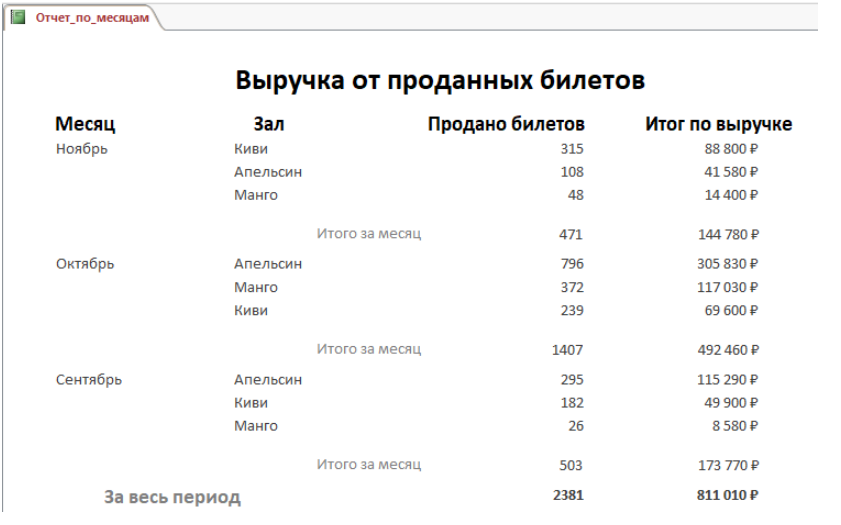 Отчет_по_месяцам
Выручка от проданных билетов
Месяц Зал Продано билетов Итог по выручке
Ноябрь Киви 315 88 800 ₽
Апельсин 108 41 580 ₽
Манго 48 14 400 ₽
Итого за месяц 471 144 780 ₽
Октябрь Апельсин 796 305 830 ₽
Манго 372 117 030 ₽
Киви 239 69 600 ₽
Итого за месяц 1407 492 460 ₽
Сентябрь Апельсин 295 115 290 ₽
Киви 182 49 900 ₽
Манго 26 8 580 ₽
Итого за месяц 503 173 770 ₽
За весь период 2381 811 010 ₽